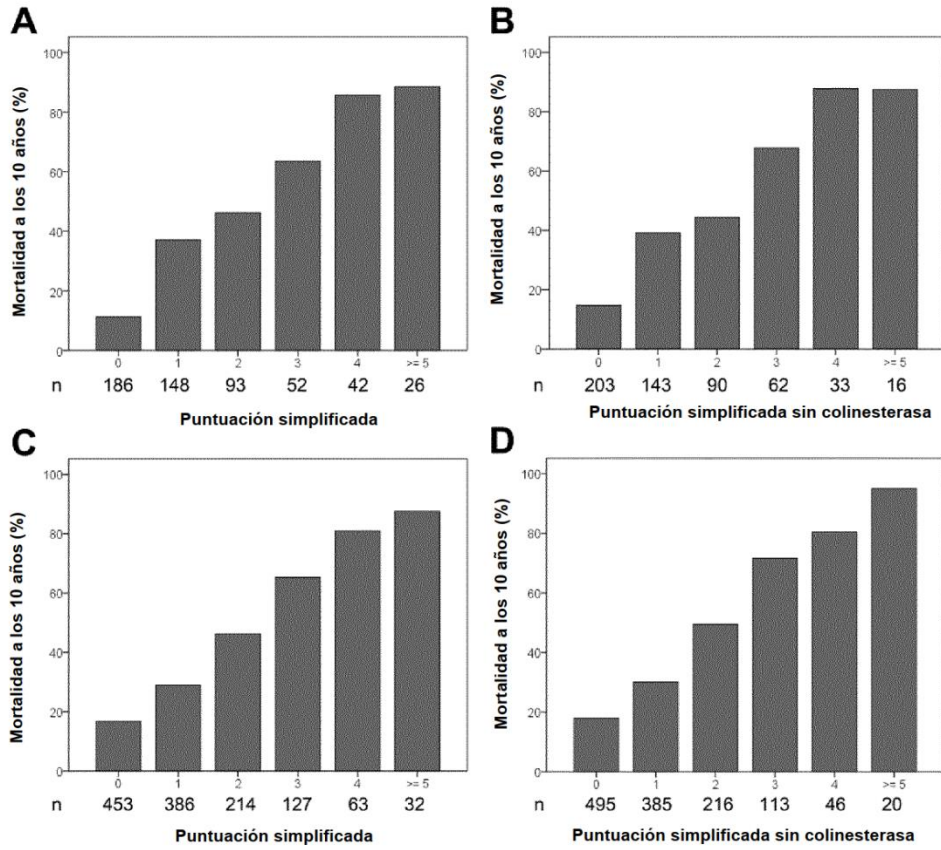 A
Mortalidad a los 10 años (%)
100
80
60
40
20
0
0 1 2 3 4 >= 5
n 186 148 93 52 42 26
Puntuación simplificada
B
Mortalidad a los 10 años (%)
100
80
60
40
20
0
0 1 2 3 4 >= 5
n 203 143 90 62 33 16
Puntuación simplificada sin colinesterasa
C
Mortalidad a los 10 años (%)
100
80
60
40
20
0
0 1 2 3 4 >= 5
n 453 386 214 127 63 32
Puntuación simplificada
D
Mortalidad a los 10 años (%)
100
80
60
40
20
0
0 1 2 3 4 >= 5
n 495 385 216 113 46 20
Puntuación simplificada sin colinesterasa